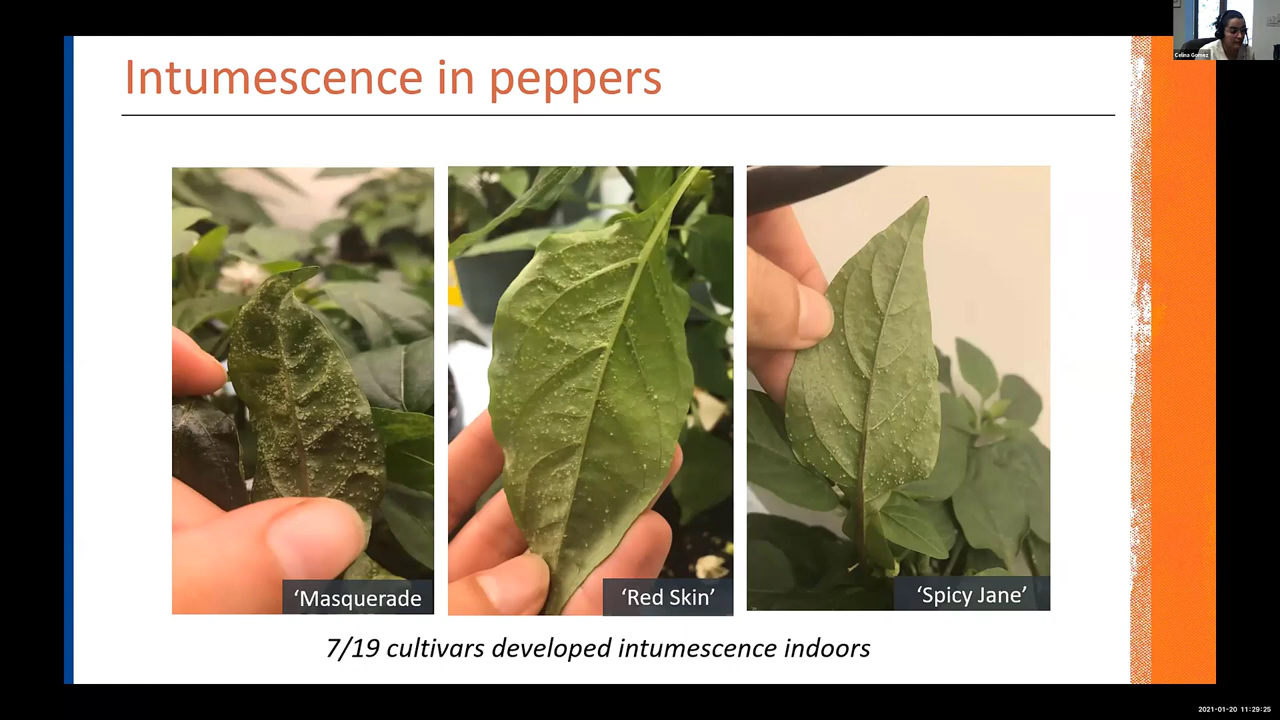 Intumescence in peppers
Celina Gomez
‘Masquerade
‘Red Skin’
‘Spicy Jane’
7/19 cultivars developed intumescence indoors
2021-01-20 11:29:25